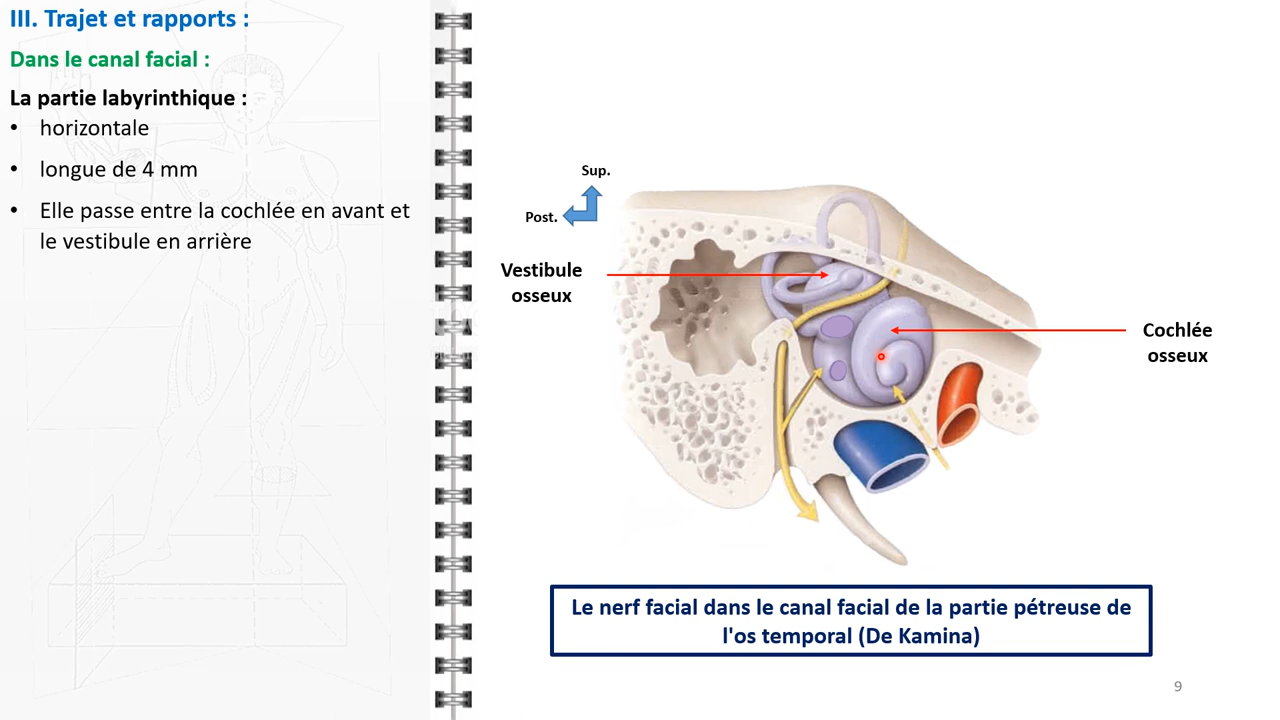 III. Trajet et rapports :
Dans le canal facial :
La partie labyrinthique :
• horizontale
• longue de 4 mm
• Elle passe entre la cochlée en avant et
le vestibule en arrière
Sup.
Post.
Vestibule
osseux
Cochlée
osseux
Le nerf facial dans le canal facial de la partie pétreuse de
l'os temporal (De Kamina)
9